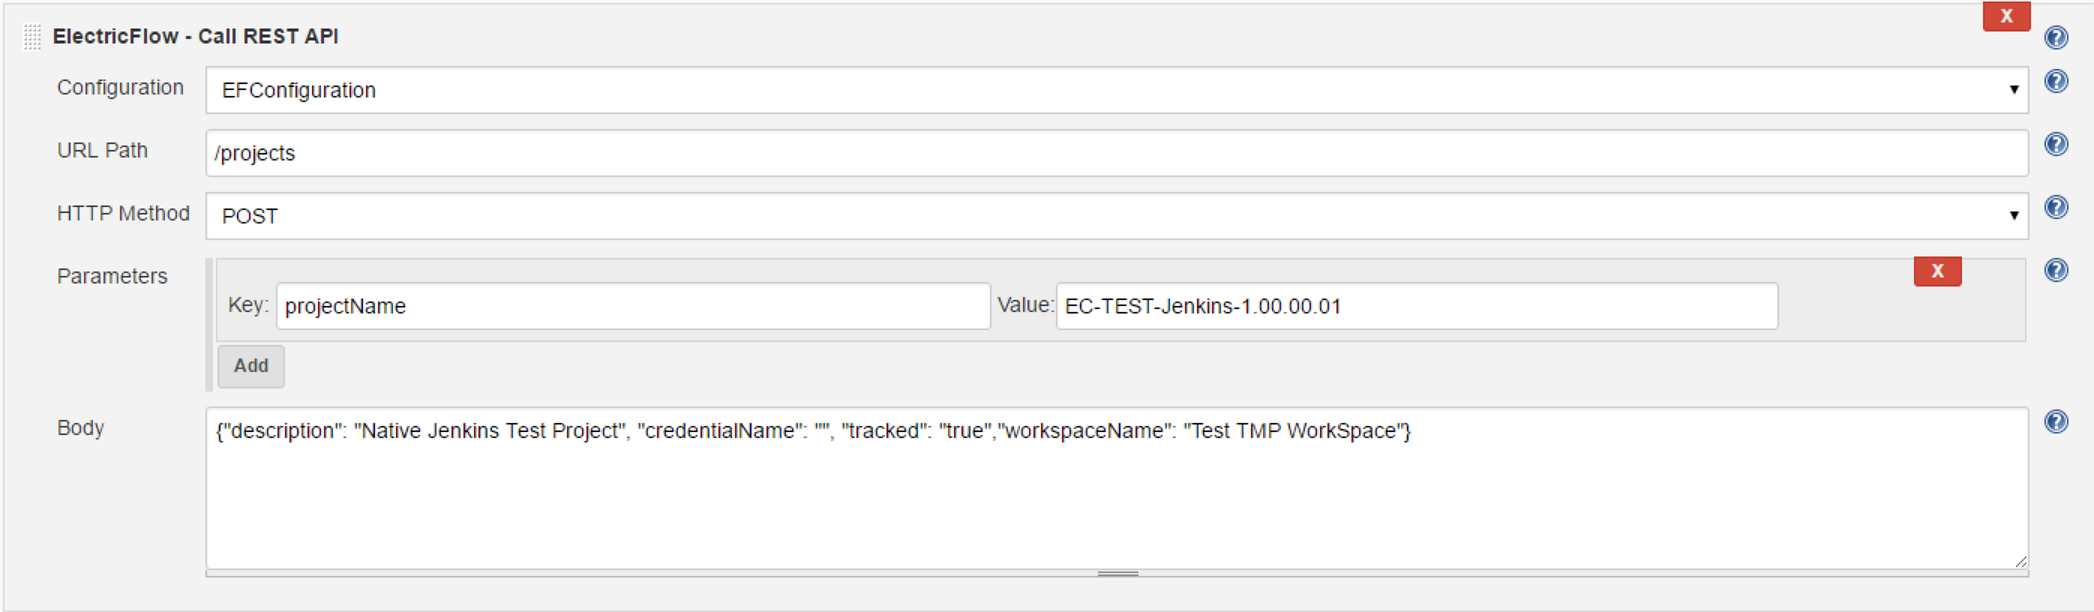 ElectricFlow - Call REST API
X
Configuration
EFConfiguration
URL Path
/projects
HTTP Method
POST
Parameters
X
Key: projectName Value: EC-TEST-Jenkins-1.00.00.01
Add
Body
{"description": "Native Jenkins Test Project", "credentialName": "", "tracked": "true","workspaceName": "Test TMP WorkSpace"}